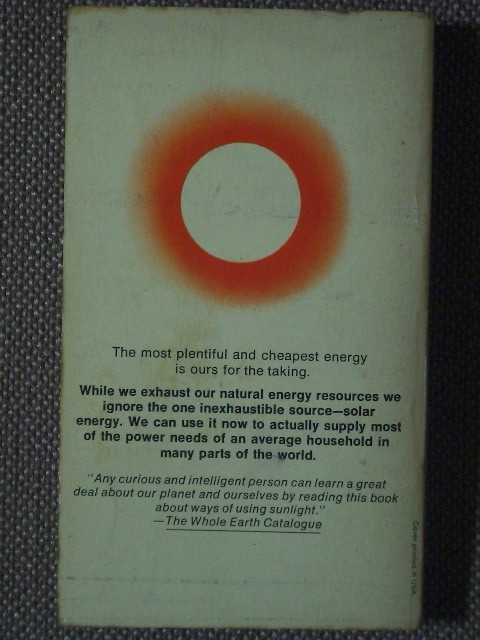 The most plentiful and cheapest energy
is ours for the taking.
While we exhaust our natural energy resources we
ignore the one inexhaustible source—solar
energy. We can use it now to actually supply most
of the power needs of an average household in
many parts of the world.
"Any curious and intelligent person can learn a great
deal about our planet and ourselves by reading this book
about ways of using sunlight."
—The Whole Earth Catalogue
Cover printed in USA